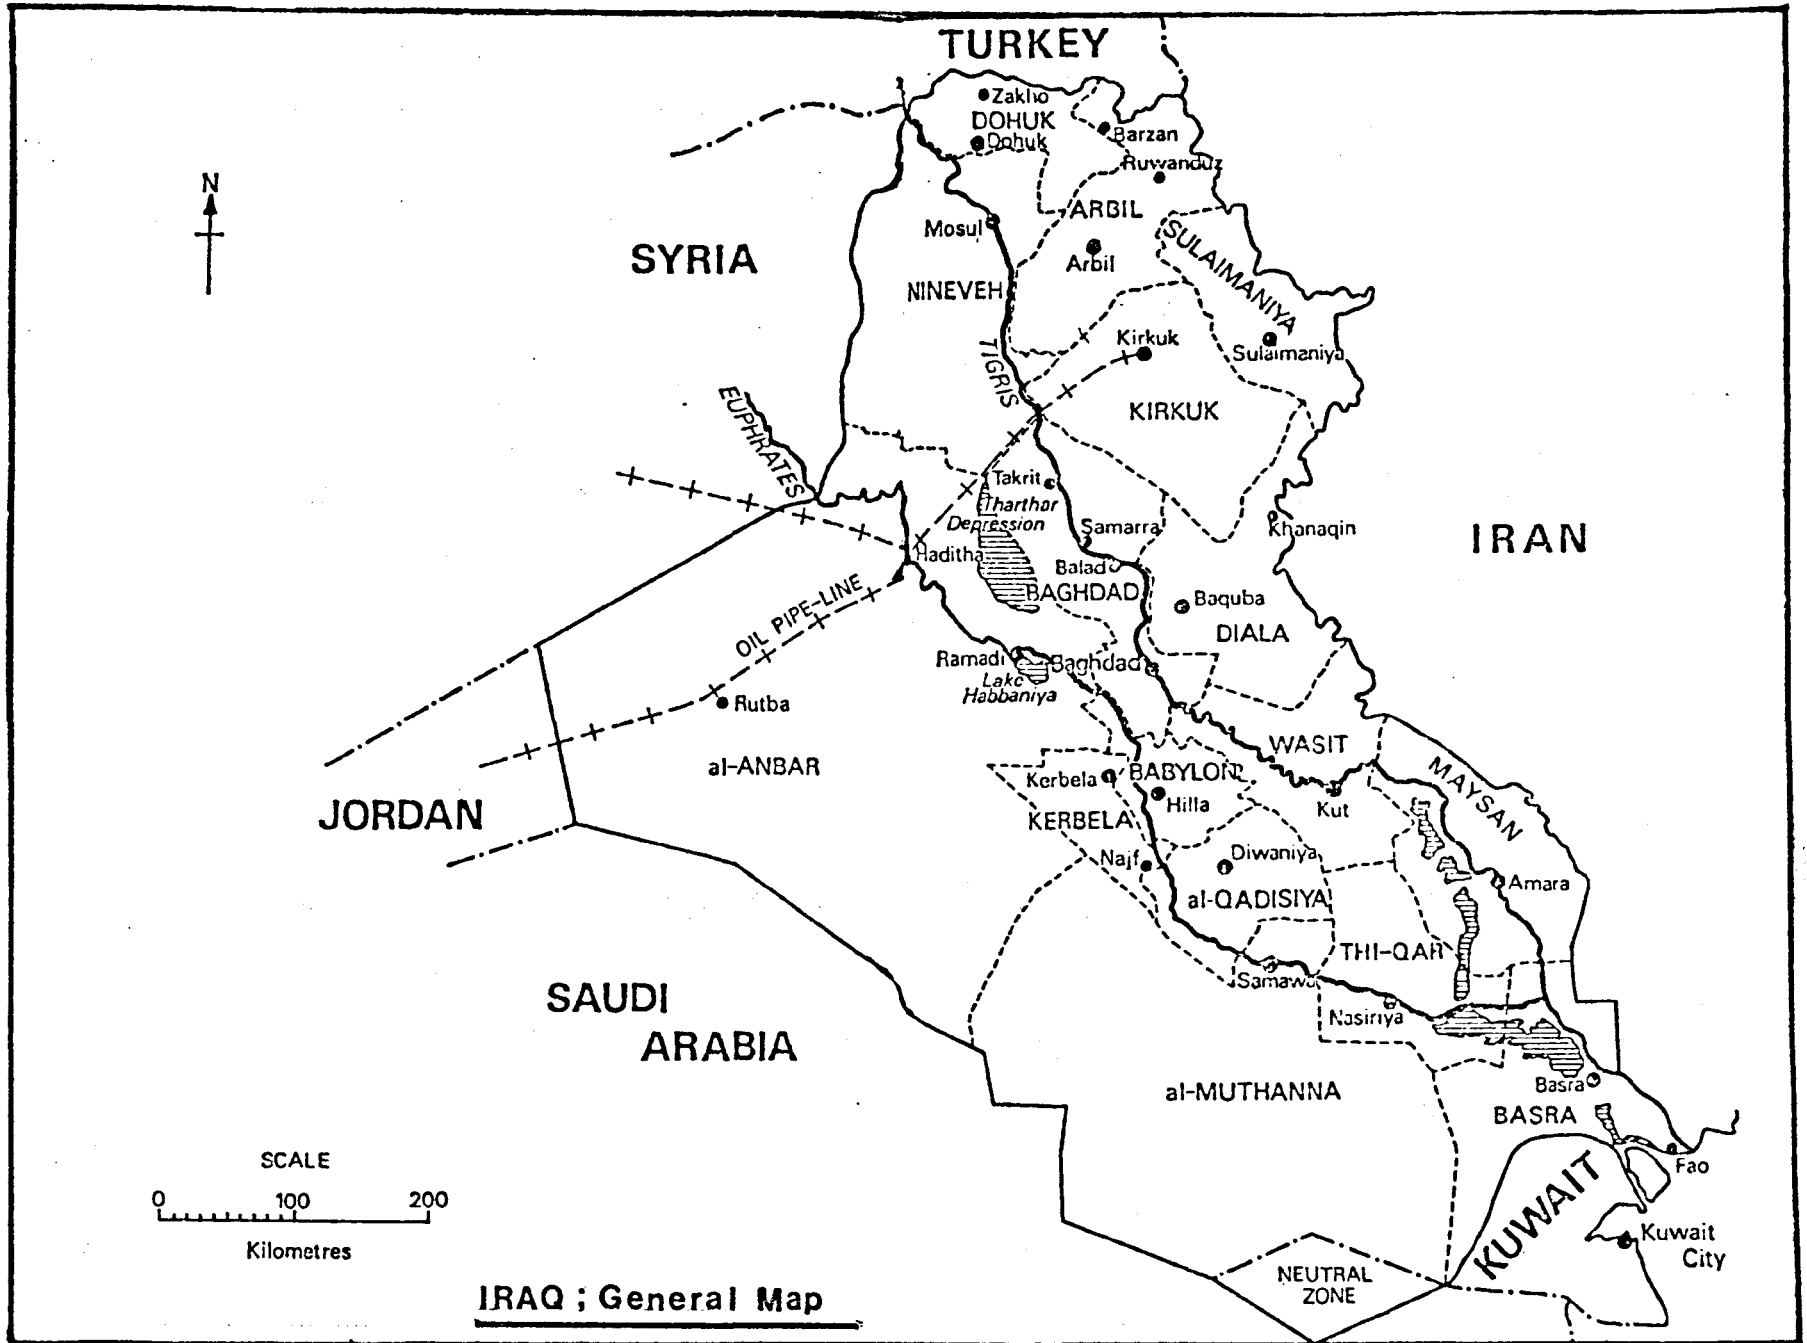 TURKEY
Zakho
DOHUK
Dohuk
Barzan
Ruwanduz
N
ARBIL
Mosul
SULAIMANIYA
SYRIA
Arbil
NINEVEH
TIGRIS
Kirkuk
Sulaimaniya
EUPHRATES
KIRKUK
Takrit
Tharthar
Depression
Samarra
Khanaqin
IRAN
Haditha
Balad
BAGHDAD
OIL PIPE-LINE
Baquba
DIALA
Ramadi
Baghdad
Lake
Habbaniya
Rutba
WASIT
al-ANBAR
Kerbela
BABYLON
MAYSAN
Hilla
Kut
JORDAN
KERBELA
Najf
Diwaniya
Amara
al-QADISIYA
THI-QAR
Samawa
SAUDI
ARABIA
Nasiriya
al-MUTHANNA
Basra
BASRA
SCALE
KUWAIT
Fao
0 100 200
Kilometres
Kuwait
City
NEUTRAL
ZONE
IRAQ ; General Map